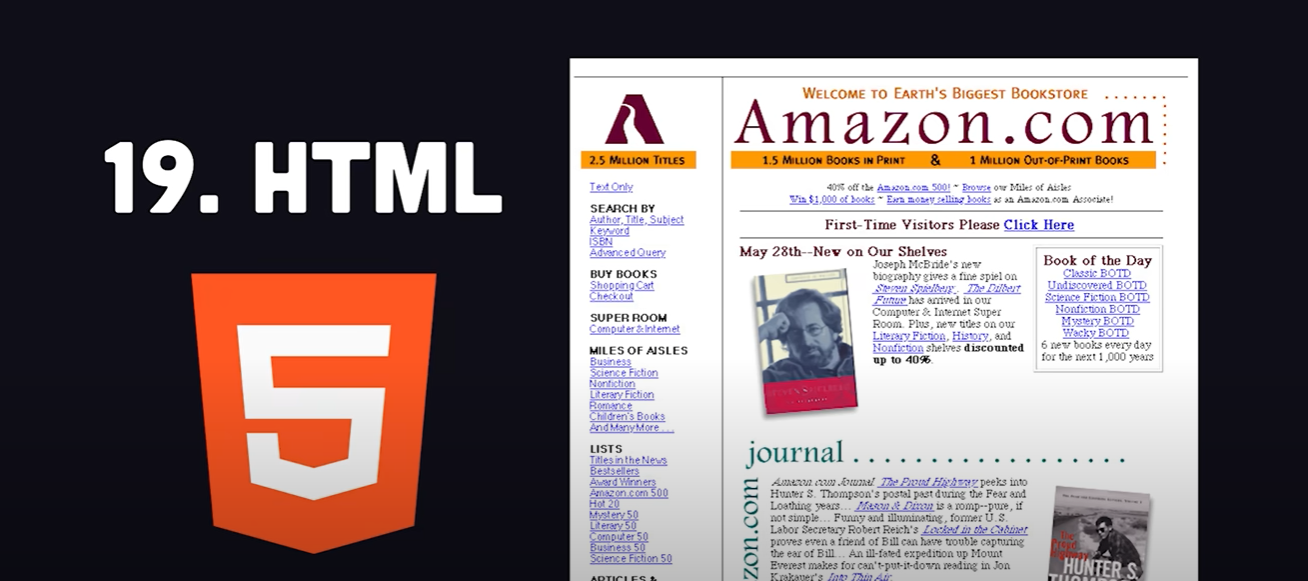 19. HTML
5
A
2.5 Million Titles
Text Only
SEARCH BY
Author, Title, Subject
Keyword
ISBN
Advanced Query
BUY BOOKS
Shopping Cart
Checkout
SUPER ROOM
Computer & Internet
MILES OF AISLES
Business
Science Fiction
Nonfiction
Literary Fiction
Romance
Children's Books
And Many More . . .
LISTS
Titles in the News
Bestsellers
Award Winners
Amazon.com 500
Hot 20
Mystery 50
Literary 50
Computer 50
Business 50
Science Fiction 50
ARTICLES &
Welcome to Earth's Biggest Bookstore
Amazon.com
1.5 Million Books in Print & 1 Million Out-of-Print Books
40% off the Amazon.com 500! ~ Browse our Miles of Aisles
Win $1,000 of books ~ Earn money selling books as an Amazon.com Associate!
First-Time Visitors Please Click Here
May 28th--New on Our Shelves
Joseph McBride's new
biography gives a fine spiel on
Steven Spielberg. The Dilbert
Future has arrived in our
Computer & Internet Super
Room. Plus, new titles on our
Literary Fiction, History, and
Nonfiction shelves discounted
up to 40%.
Book of the Day
Classic BOTD
Undiscovered BOTD
Science Fiction BOTD
Nonfiction BOTD
Mystery BOTD
Wacky BOTD
6 new books every day
for the next 1,000 years
journal . . . . . . . . . . . . . . . . . .
zon.com
Amazon.com Journal. The Proud Highway peeks into
Hunter S. Thompson's postal past during the Fear and
Loathing years... Mason & Dixon is a romp--pure, if
not simple... Funny and illuminating, former U.S.
Labor Secretary Robert Reich's Locked in the Cabinet
proves even a friend of Bill can have trouble capturing
the ear of Bill... An ill-fated expedition up Mount
Everest makes for can't-put-it-down reading in Jon
Krakauer's Into Thin Air.
The
Proud
Highway
HUNTER S.